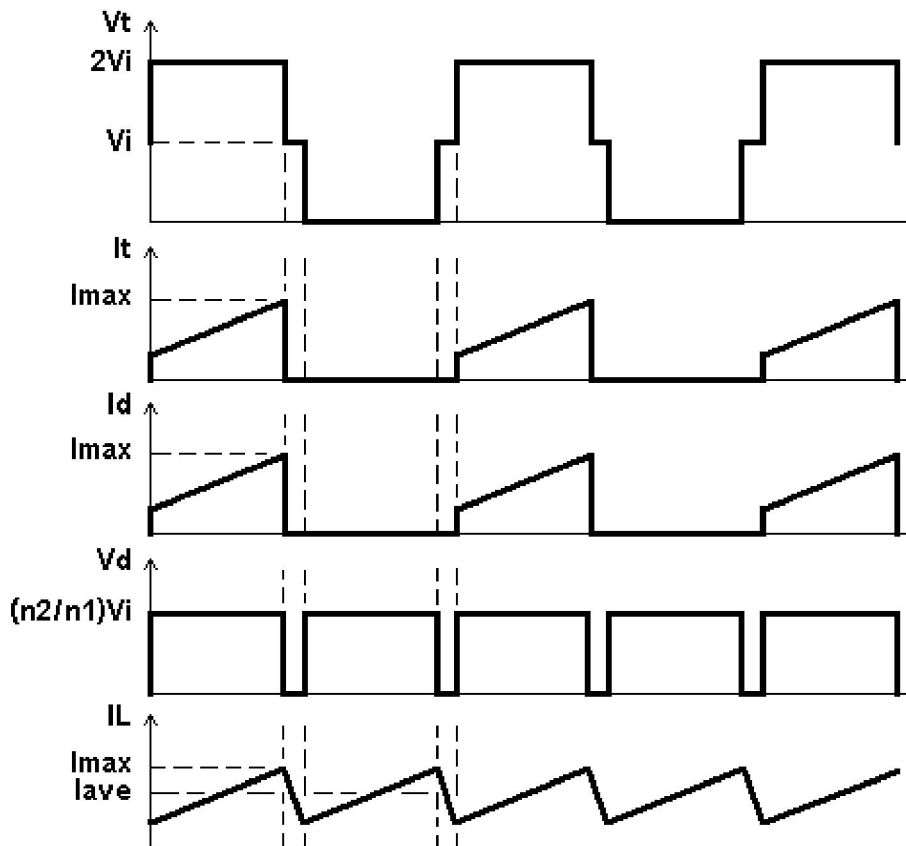 Vt
2Vi
Vi
It
Imax
Id
Imax
Vd
(n2/n1)Vi
IL
Imax
Iave